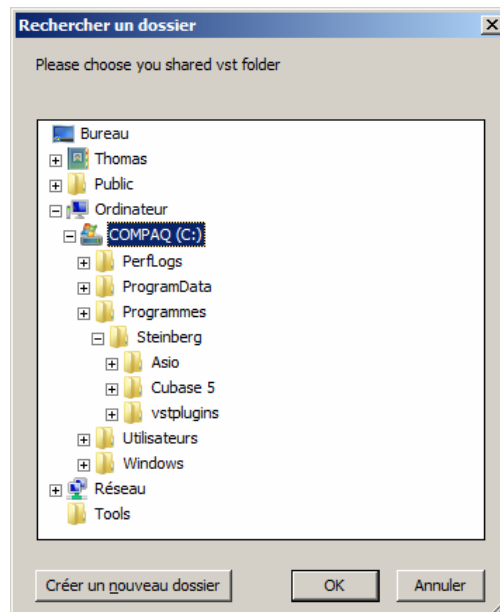 Rechercher un dossier
Please choose you shared vst folder
Bureau
Thomas
Public
Ordinateur
COMPAQ (C:)
PerfLogs
ProgramData
Programmes
Steinberg
Asio
Cubase 5
vstplugins
Utilisateurs
Windows
Réseau
Tools
Créer un nouveau dossier OK Annuler